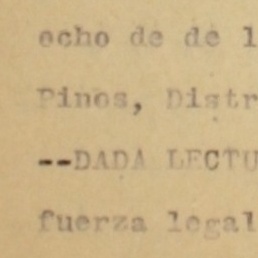 echo de de l
Pinos, Distr
--DADA LECTU
fuerza legal